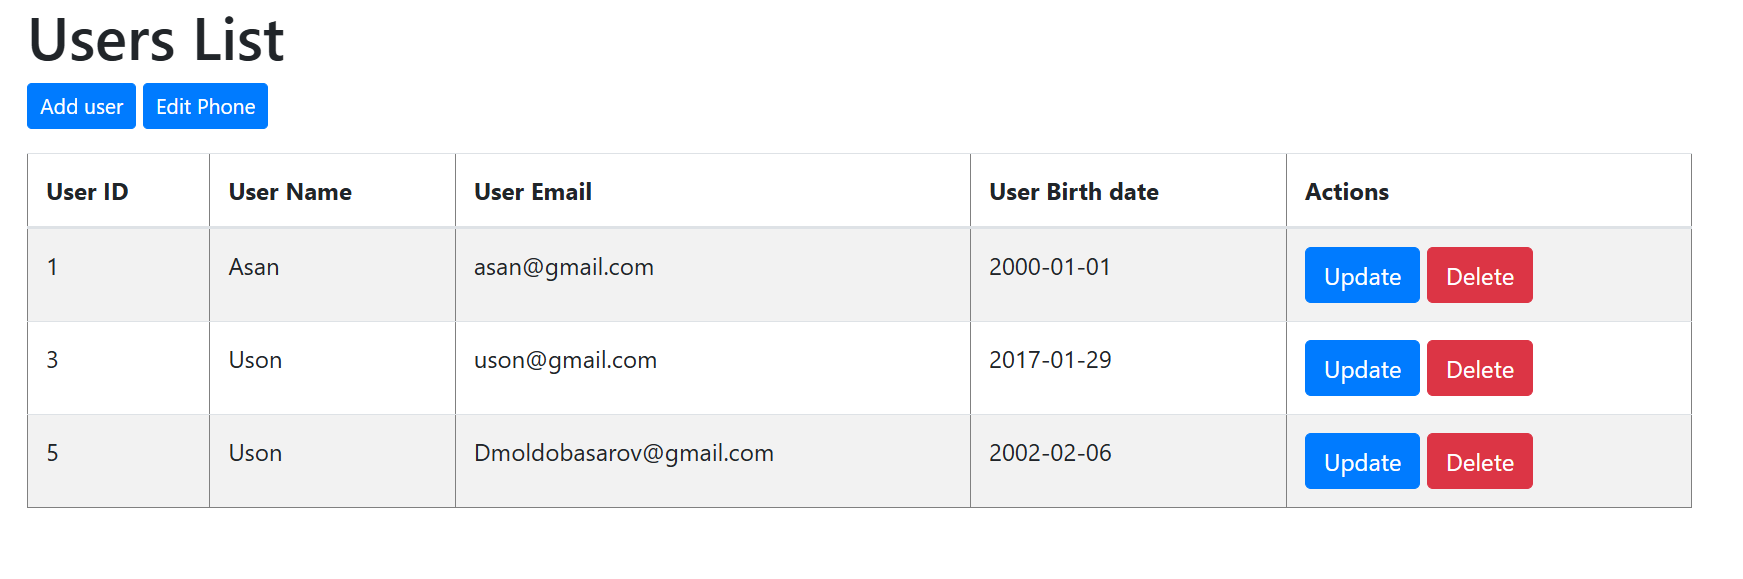 Users List
Add user Edit Phone
User ID User Name User Email User Birth date Actions
1 Asan asan@gmail.com 2000-01-01 Update Delete
3 Uson uson@gmail.com 2017-01-29 Update Delete
5 Uson Dmoldobasarov@gmail.com 2002-02-06 Update Delete